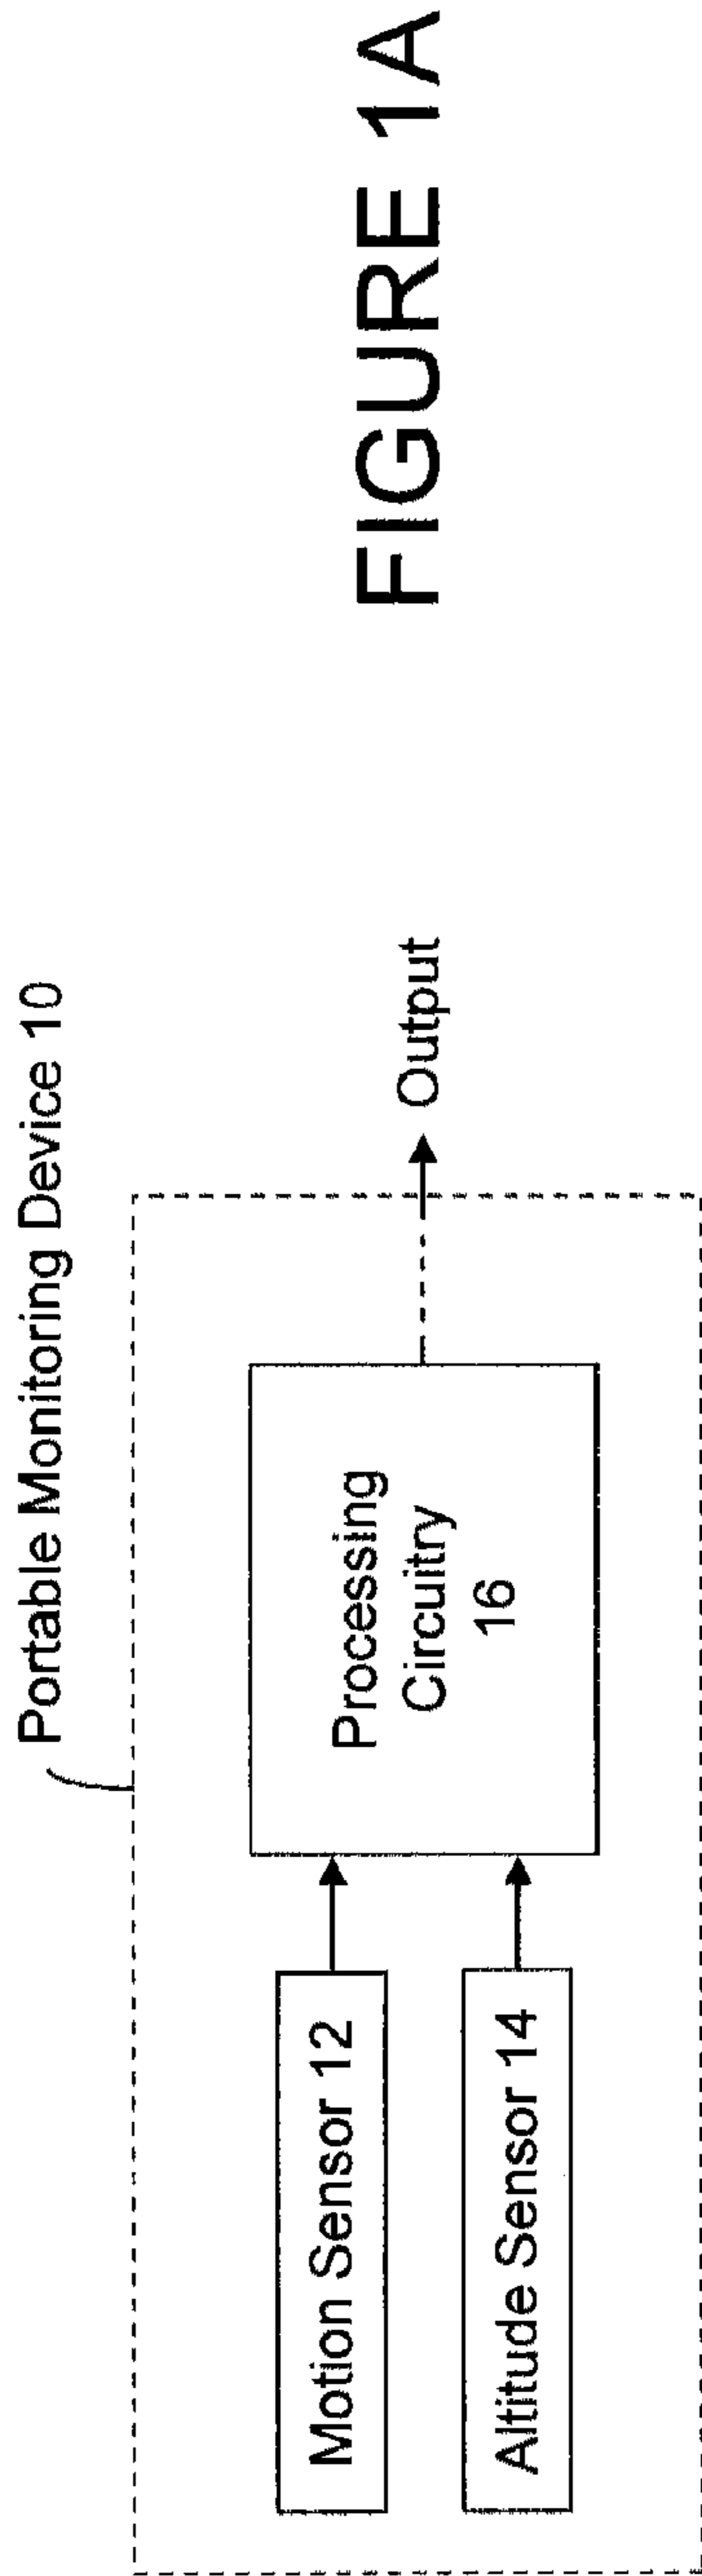 Portable Monitoring Device 10
Motion Sensor 12
Altitude Sensor 14
Processing
Circuitry
16
Output
FIGURE 1A